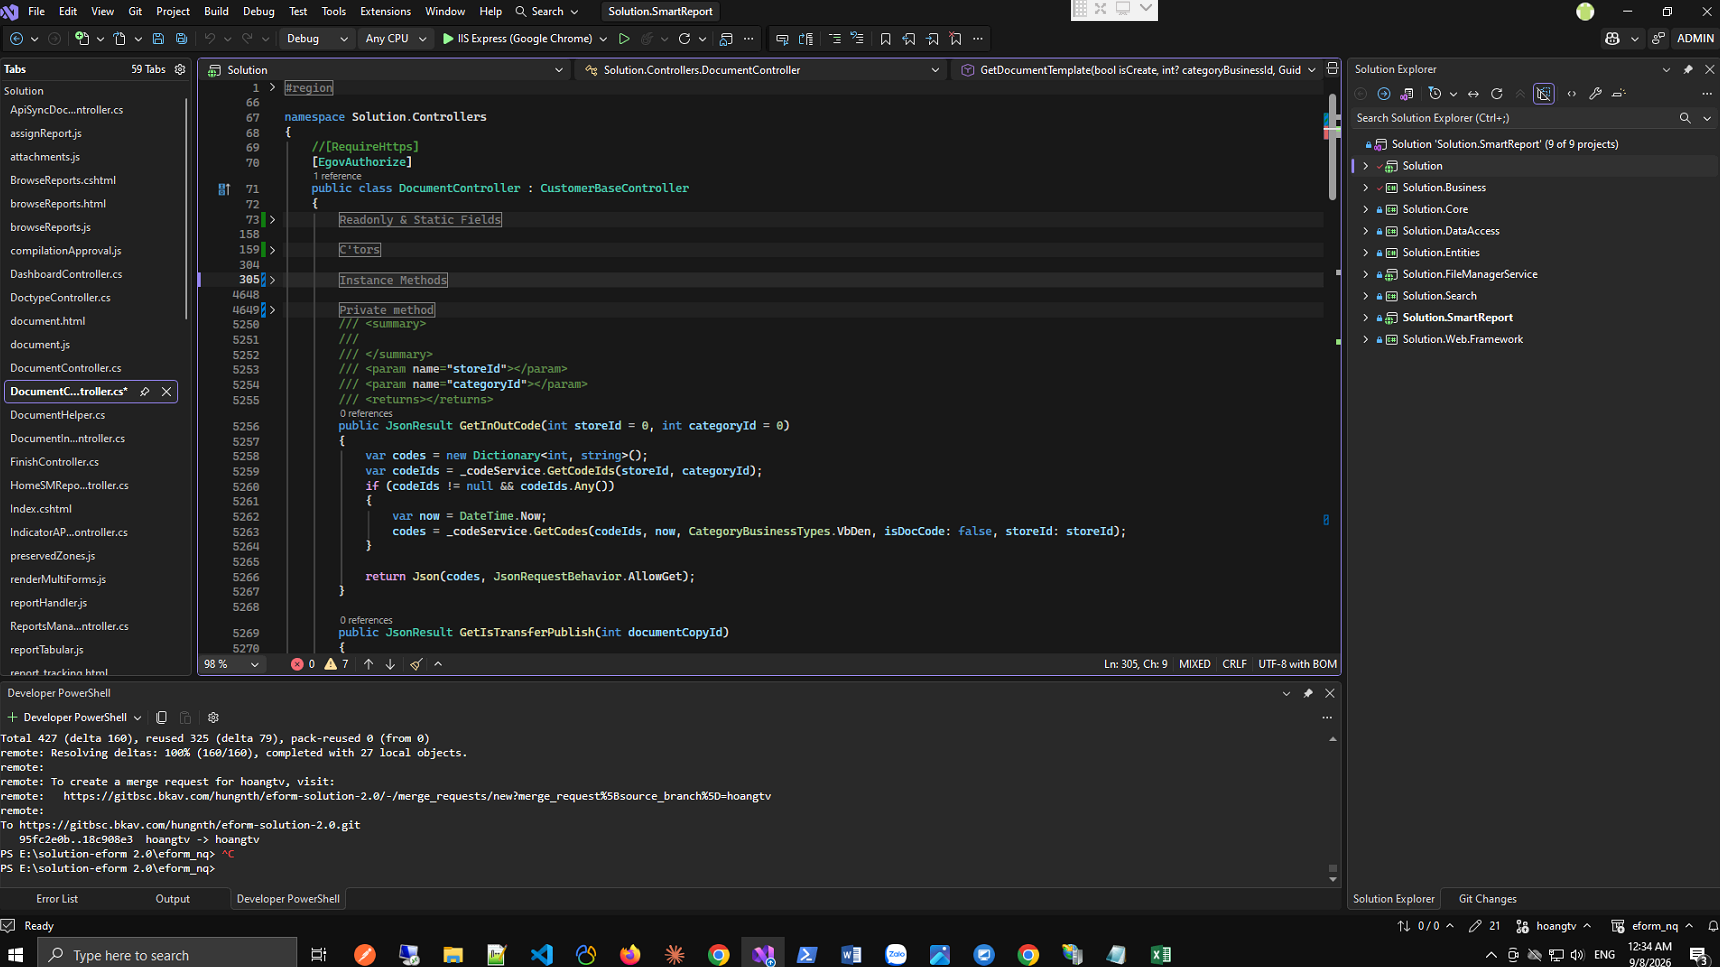 File Edit View Git Project Build Debug Test Tools Extensions Window Help Search Solution.SmartReport
Debug Any CPU IIS Express (Google Chrome) ADMIN
Tabs 59 Tabs
Solution
ApiSyncDoc...ntroller.cs
assignReport.js
attachments.js
BrowseReports.cshtml
browseReports.html
browseReports.js
compilationApproval.js
DashboardController.cs
DoctypeController.cs
document.html
document.js
DocumentController.cs
DocumentC...troller.cs*
DocumentHelper.cs
DocumentIn...ntroller.cs
FinishController.cs
HomeSMRepo...troller.cs
Index.cshtml
IndicatorAP...ontroller.cs
preservedZones.js
renderMultiForms.js
reportHandler.js
ReportsMana...ntroller.cs
reportTabular.js
report_tracking.html
Solution Solution.Controllers.DocumentController GetDocumentTemplate(bool isCreate, int? categoryBusinessId, Guid
1 #region
66
67 namespace Solution.Controllers
68 {
69 //[RequireHttps]
70 [EgovAuthorize]
1 reference
71 public class DocumentController : CustomerBaseController
72 {
73 Readonly & Static Fields
158
159 C'tors
304
305 Instance Methods
4648
4649 Private method
5250 /// <summary>
5251 ///
5252 /// </summary>
5253 /// <param name="storeId"></param>
5254 /// <param name="categoryId"></param>
5255 /// <returns></returns>
0 references
5256 public JsonResult GetInOutCode(int storeId = 0, int categoryId = 0)
5257 {
5258 var codes = new Dictionary<int, string>();
5259 var codeIds = _codeService.GetCodeIds(storeId, categoryId);
5260 if (codeIds != null && codeIds.Any())
5261 {
5262 var now = DateTime.Now;
5263 codes = _codeService.GetCodes(codeIds, now, CategoryBusinessTypes.VbDen, isDocCode: false, storeId: storeId);
5264 }
5265
5266 return Json(codes, JsonRequestBehavior.AllowGet);
5267 }
5268
0 references
5269 public JsonResult GetIsTransferPublish(int documentCopyId)
5270 {
98 % 0 7 Ln: 305, Ch: 9 MIXED CRLF UTF-8 with BOM
Developer PowerShell
Developer PowerShell
Total 427 (delta 160), reused 325 (delta 79), pack-reused 0 (from 0)
remote: Resolving deltas: 100% (160/160), completed with 27 local objects.
remote:
remote: To create a merge request for hoangtv, visit:
remote: https://gitbsc.bkav.com/hungnth/eform-solution-2.0/-/merge_requests/new?merge_request%5Bsource_branch%5D=hoangtv
remote:
To https://gitbsc.bkav.com/hungnth/eform-solution-2.0.git
95fc2e0b..18c908e3 hoangtv -> hoangtv
PS E:\solution-eform 2.0\eform_nq> ^C
PS E:\solution-eform 2.0\eform_nq>
Error List Output Developer PowerShell
Solution Explorer
Search Solution Explorer (Ctrl+;)
Solution 'Solution.SmartReport' (9 of 9 projects)
Solution
Solution.Business
Solution.Core
Solution.DataAccess
Solution.Entities
Solution.FileManagerService
Solution.Search
Solution.SmartReport
Solution.Web.Framework
Solution Explorer Git Changes
Ready 0 / 0 21 hoangtv eform_nq
Type here to search
Zalo
ENG
12:34 AM
9/8/2026
3